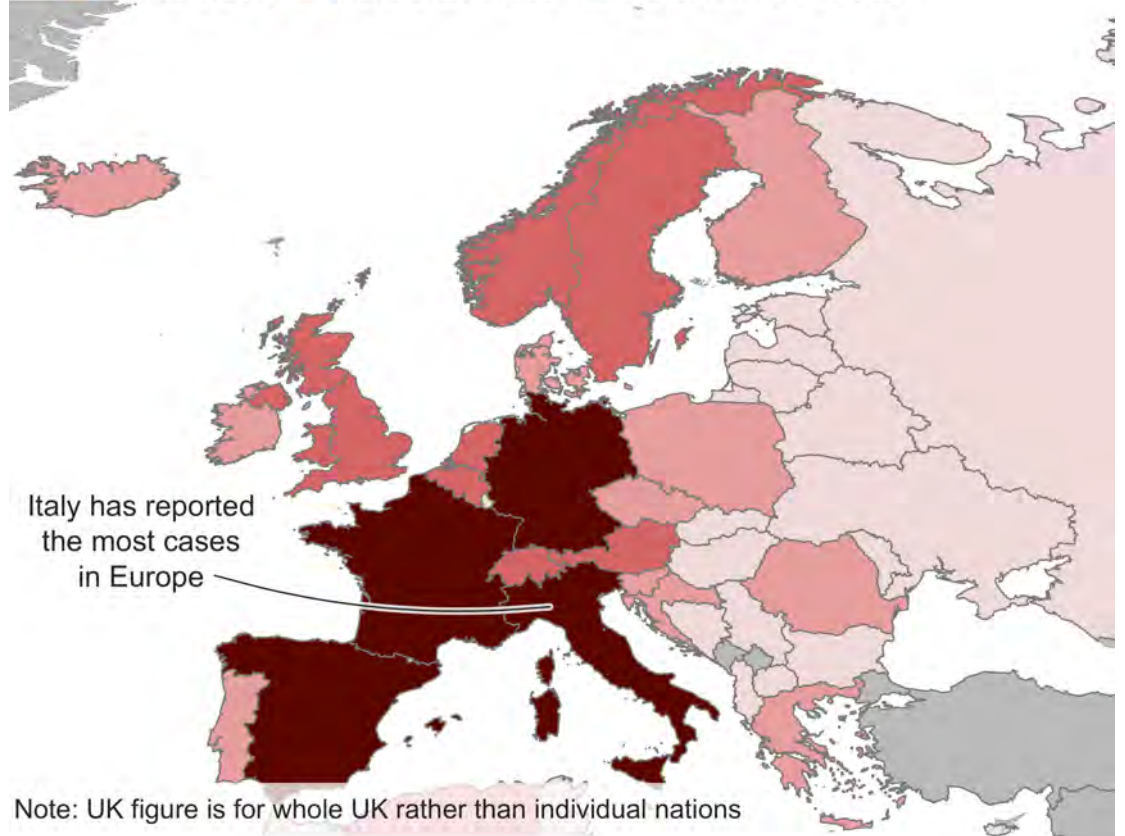 Italy has reported
the most cases
in Europe
Note: UK figure is for whole UK rather than individual nations